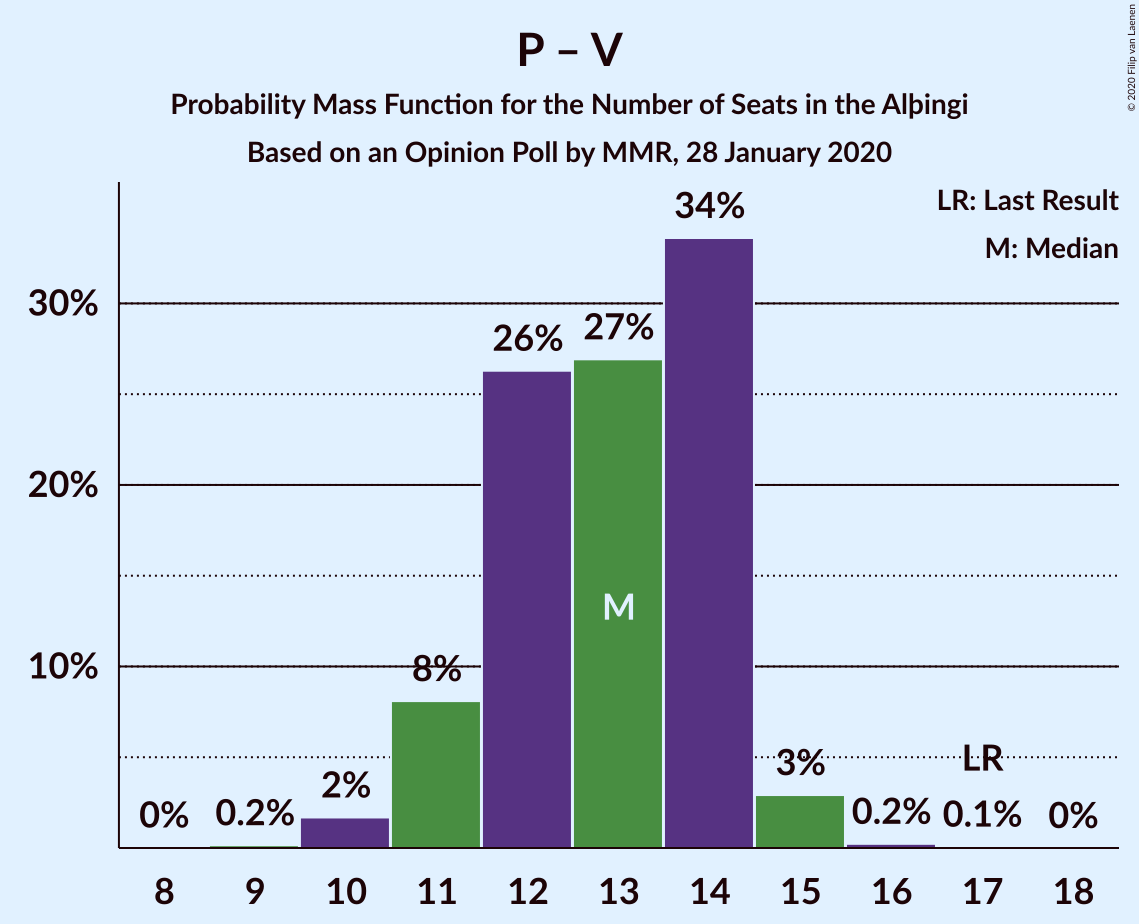 P – V
Probability Mass Function for the Number of Seats in the Alþingi
Based on an Opinion Poll by MMR, 28 January 2020
© 2020 Filip van Laenen
LR: Last Result
M: Median
30%
20%
10%
0%
0.2%
2%
8%
26%
27%
34%
3%
0.2%
0.1%
0%
M
LR
8 9 10 11 12 13 14 15 16 17 18